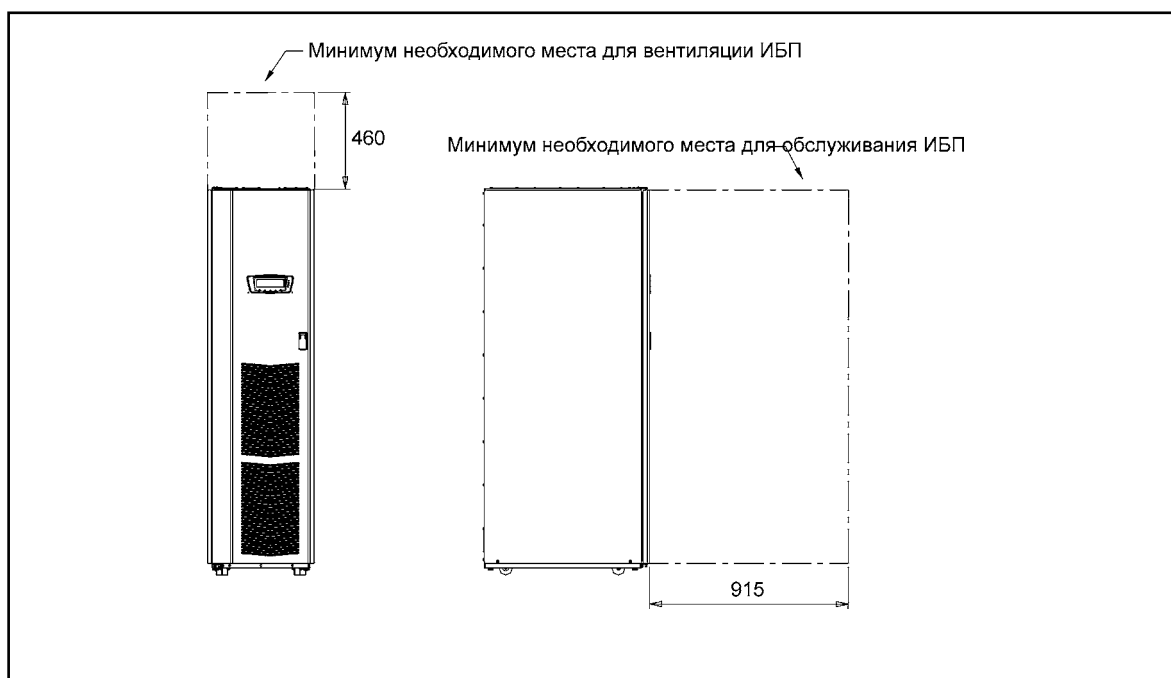 Минимум необходимого места для вентиляции ИБП
460
Минимум необходимого места для обслуживания ИБП
915